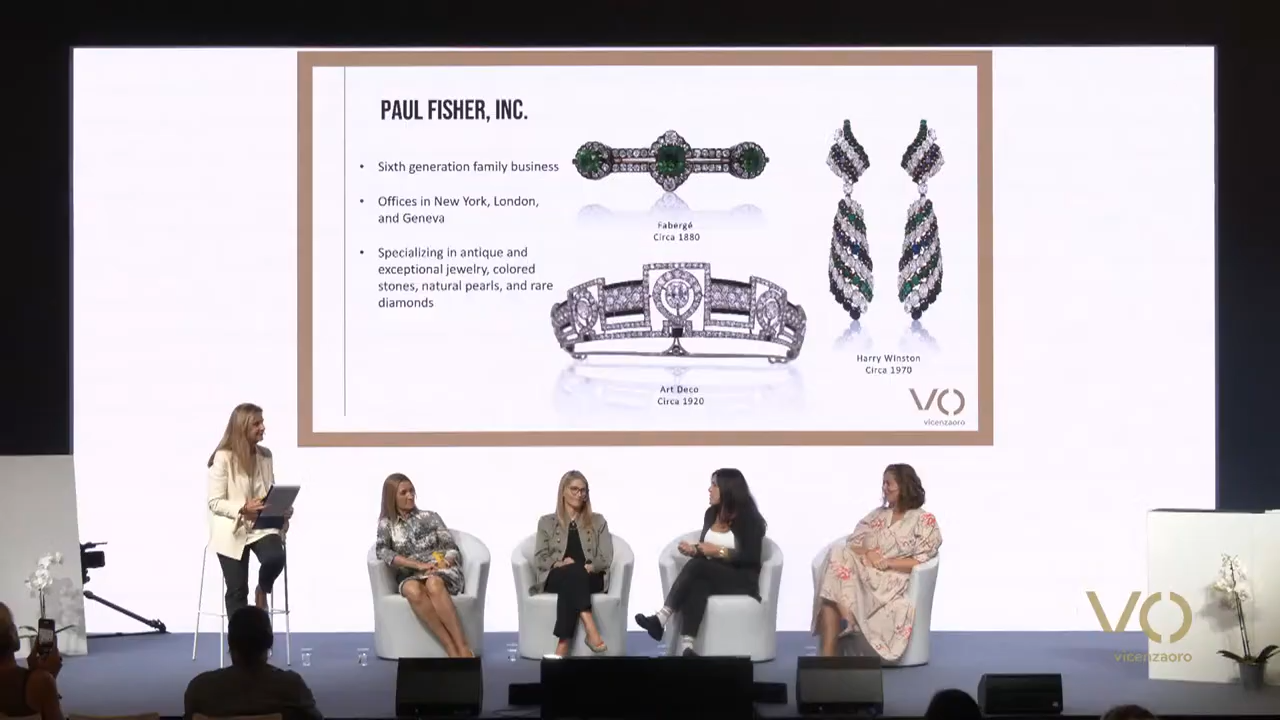 PAUL FISHER, INC.
• Sixth generation family business
• Offices in New York, London,
and Geneva
• Specializing in antique and
exceptional jewelry, colored
stones, natural pearls, and rare
diamonds
Fabergé
Circa 1880
Art Deco
Circa 1920
Harry Winston
Circa 1970
VO
vicenzaoro
VO
vicenzaoro